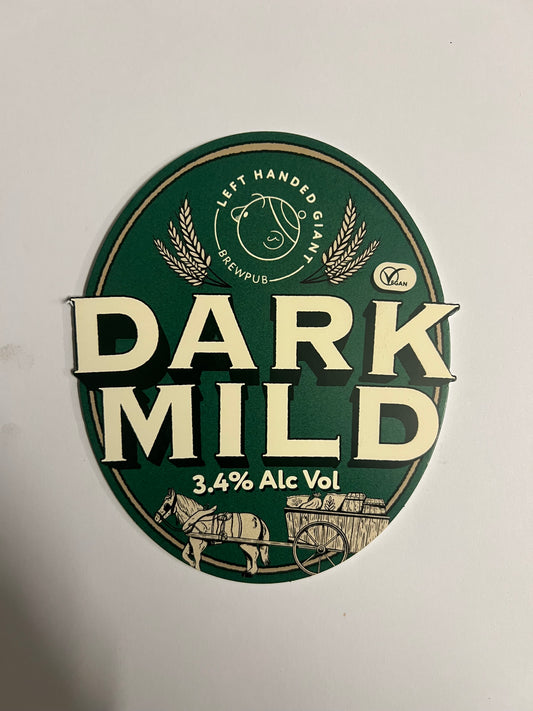 LEFT HANDED GIANT
BREWPUB
VEGAN
DARK
MILD
3.4% Alc Vol